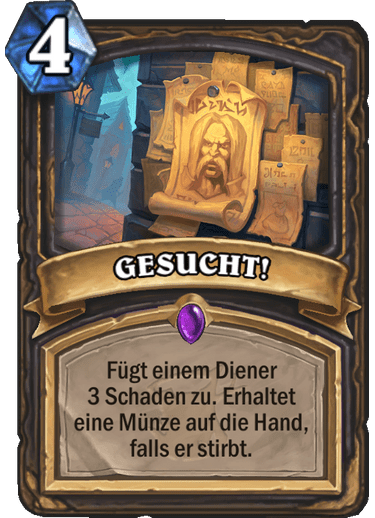 4
GESUCHT!
Fügt einem Diener
3 Schaden zu. Erhaltet
eine Münze auf die Hand,
falls er stirbt.